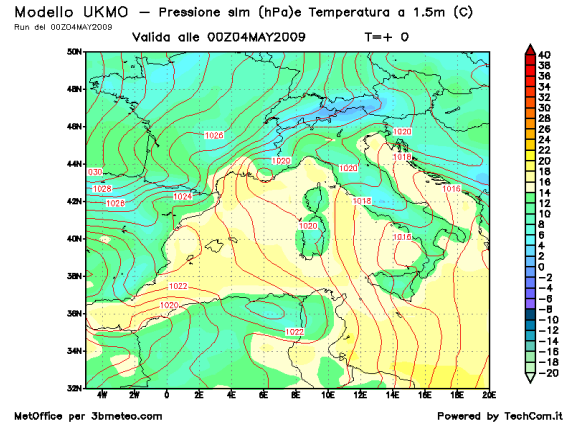 Modello UKMO — Pressione slm (hPa)e Temperatura a 1.5m (C)
Run del 00Z04MAY2009
Valida alle 00Z04MAY2009 T=+ 0
50N
48N
46N
44N
42N
40N
38N
36N
34N
32N
4W 2W 0 2E 4E 6E 8E 10E 12E 14E 16E 18E 20E
1026
1020
1020
1020
1018
030
1028
1026
1024
1018
1016
1020
1016
1022
1020
1022
40
38
36
34
32
30
28
26
24
22
20
18
16
14
12
10
8
6
4
2
0
−2
−4
−6
−8
−10
−12
−14
−16
−18
−20
MetOffice per 3bmeteo.com
Powered by TechCom.it